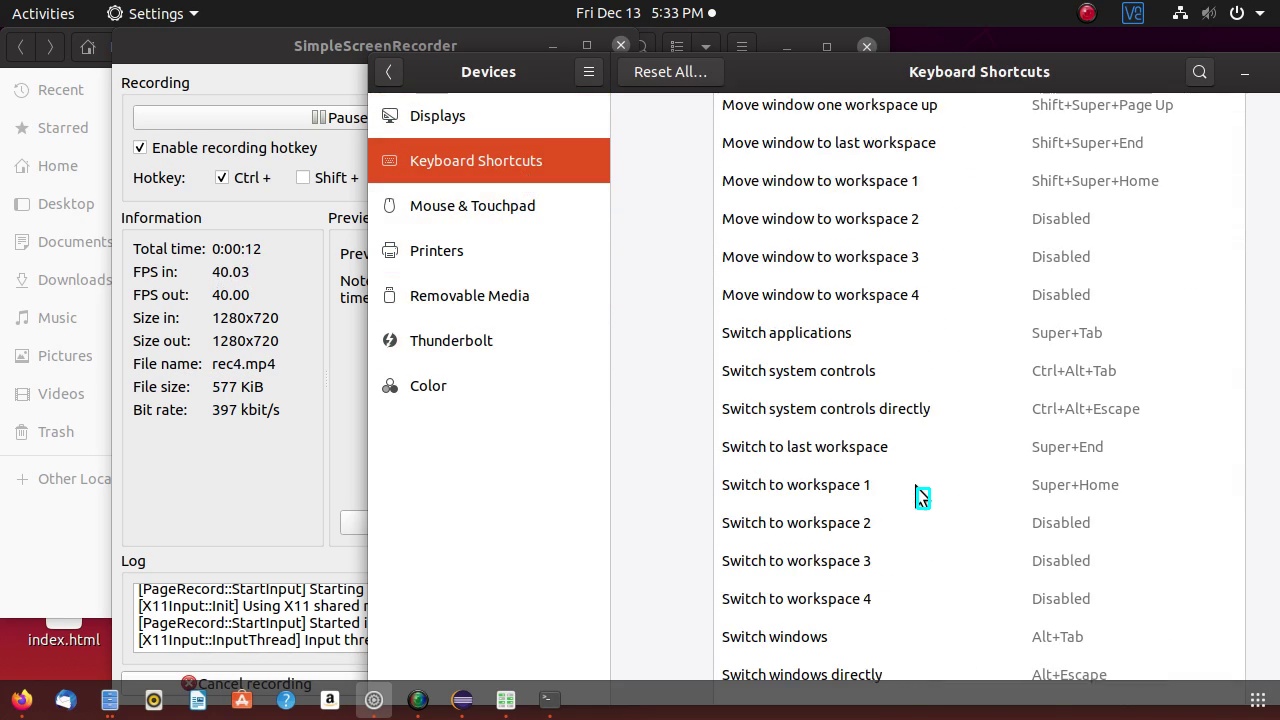 Activities
Settings
Fri Dec 13 5:33 PM
SimpleScreenRecorder
Devices
Reset All...
Keyboard Shortcuts
Recent
Starred
Home
Desktop
Documents
Downloads
Music
Pictures
Videos
Trash
Other Loca
Recording
Pause
Enable recording hotkey
Hotkey: Ctrl + Shift +
Information
Previe
Total time: 0:00:12
FPS in: 40.03
FPS out: 40.00
Size in: 1280x720
Size out: 1280x720
File name: rec4.mp4
File size: 577 KiB
Bit rate: 397 kbit/s
Prev
Note
time
Log
[PageRecord::StartInput] Starting
[X11Input::Init] Using X11 shared r
[PageRecord::StartInput] Started i
[X11Input::InputThread] Input thre
Cancel recording
index.html
Displays
Keyboard Shortcuts
Mouse & Touchpad
Printers
Removable Media
Thunderbolt
Color
Move window one workspace up Shift+Super+Page Up
Move window to last workspace Shift+Super+End
Move window to workspace 1 Shift+Super+Home
Move window to workspace 2 Disabled
Move window to workspace 3 Disabled
Move window to workspace 4 Disabled
Switch applications Super+Tab
Switch system controls Ctrl+Alt+Tab
Switch system controls directly Ctrl+Alt+Escape
Switch to last workspace Super+End
Switch to workspace 1 Super+Home
Switch to workspace 2 Disabled
Switch to workspace 3 Disabled
Switch to workspace 4 Disabled
Switch windows Alt+Tab
Switch windows directly Alt+Escape